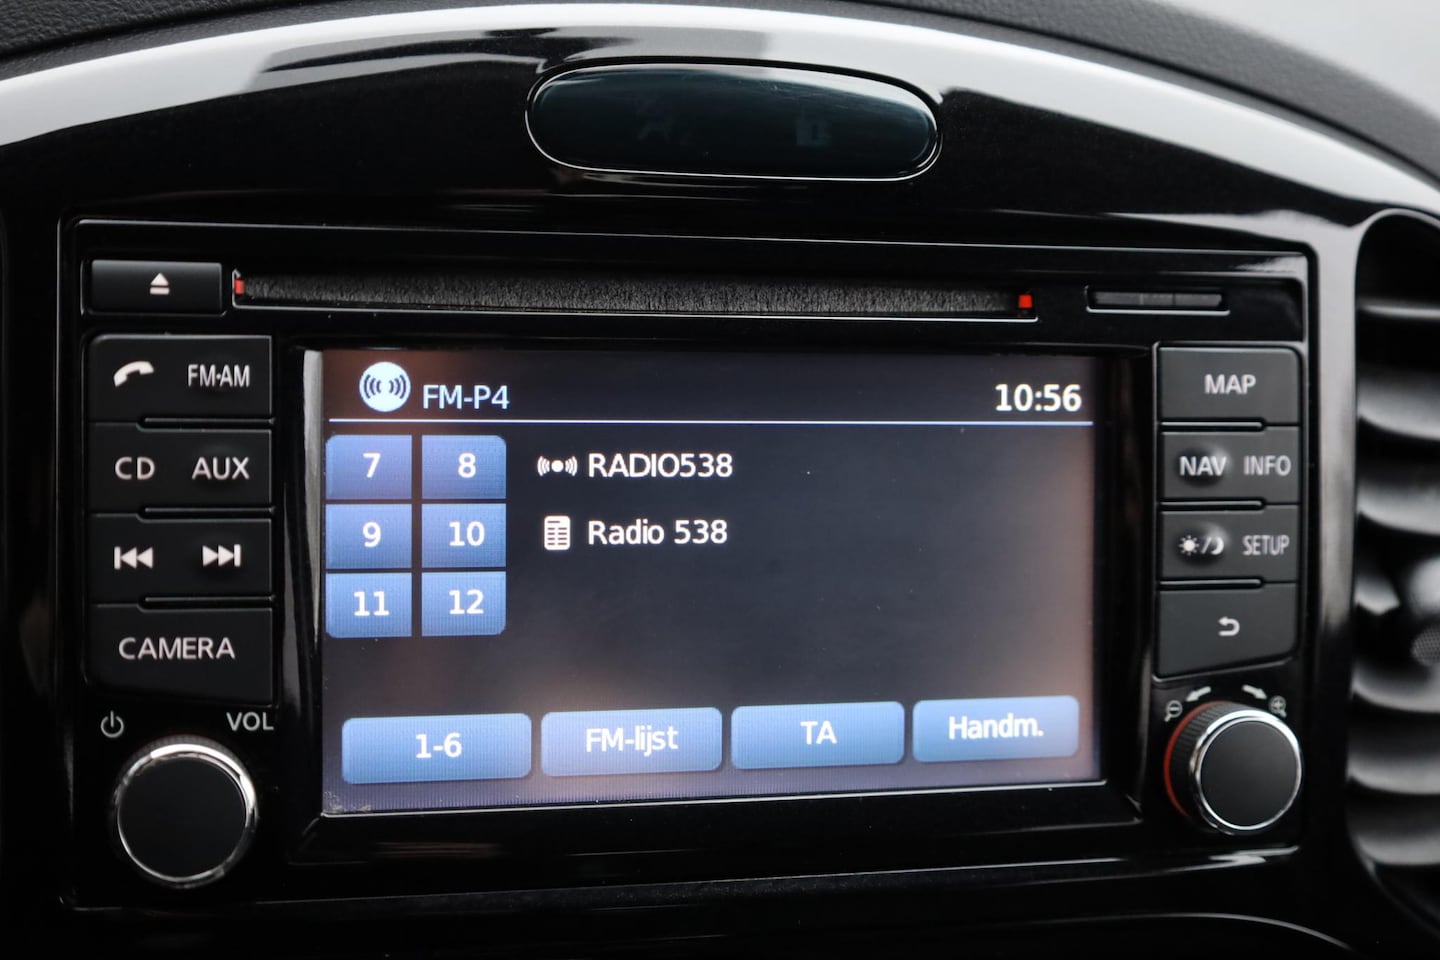 FM·AM
CD AUX
CAMERA
VOL
FM-P4 10:56
7 8 RADIO538
9 10 Radio 538
11 12
1-6 FM-lijst TA Handm.
MAP
NAV INFO
SETUP